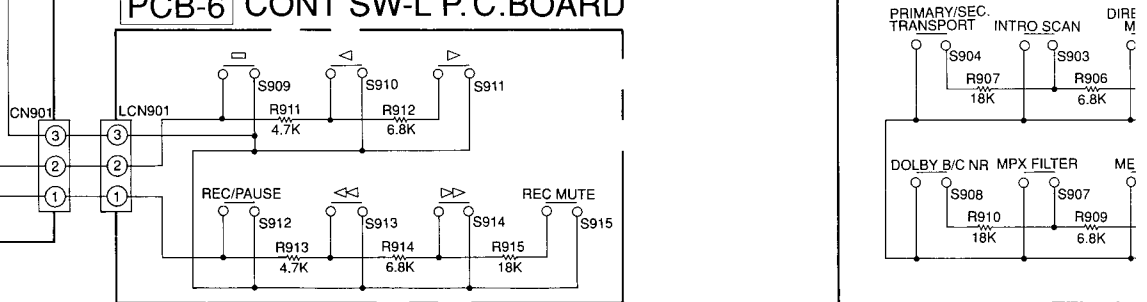 PCB-6 CONT SW-L P.C.BOARD
S909
S910
S911
R911
4.7K
R912
6.8K
CN901
LCN901
3
3
2
2
1
1
REC/PAUSE
REC MUTE
S912
S913
S914
S915
R913
4.7K
R914
6.8K
R915
18K
PRIMARY/SEC.
TRANSPORT
INTRO SCAN
DIRE
M
S904
S903
R907
18K
R906
6.8K
DOLBY B/C NR
MPX FILTER
ME
S908
S907
R910
18K
R909
6.8K